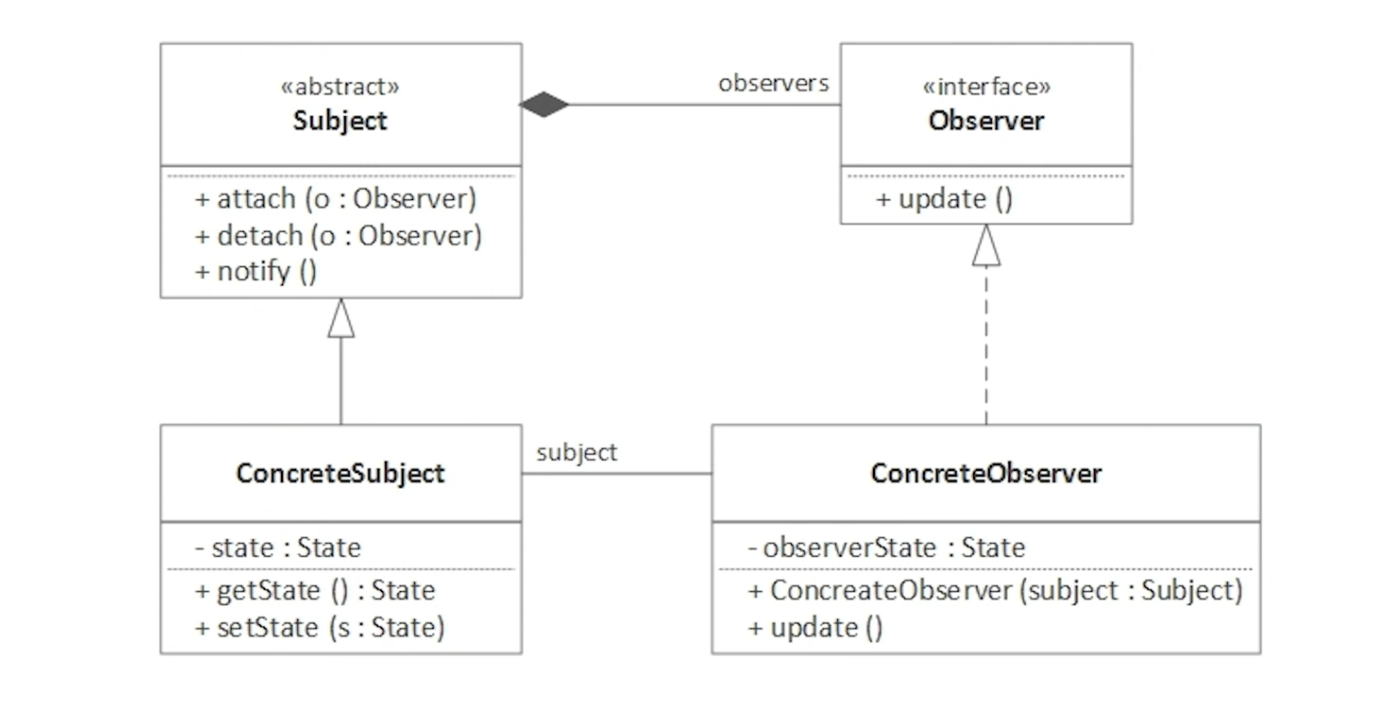 «abstract»
Subject
+ attach (o : Observer)
+ detach (o : Observer)
+ notify ()
observers
«interface»
Observer
+ update ()
ConcreteSubject
- state : State
+ getState () : State
+ setState (s : State)
subject
ConcreteObserver
- observerState : State
+ ConcreateObserver (subject : Subject)
+ update ()